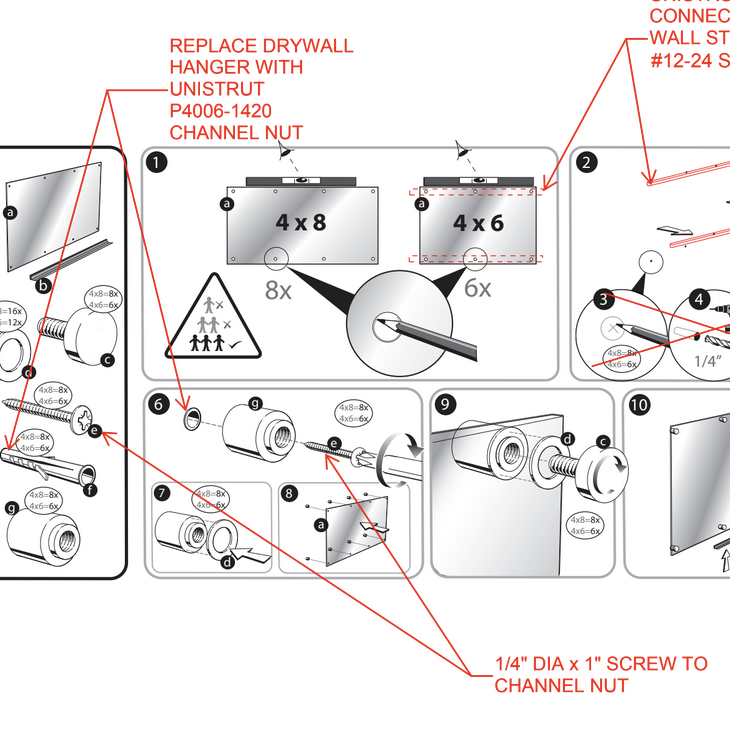 REPLACE DRYWALL
HANGER WITH
UNISTRUT
P4006-1420
CHANNEL NUT
CONNEC
WALL ST
#12-24 S
a
b
4x8=8x
4x6=6x
c
=16x
=12x
d
4x8=8x
4x6=6x
e
4x8=8x
4x6=6x
f
4x8=8x
4x6=6x
g
1
a
4 x 8
8x
a
4 x 6
6x
2
3
4x8=8x
4x6=6x
4
1/4"
6
g
4x8=8x
4x6=6x
e
7
4x8=8x
4x6=6x
d
8
a
9
d
c
4x8=8x
4x6=6x
10
1/4" DIA x 1" SCREW TO
CHANNEL NUT